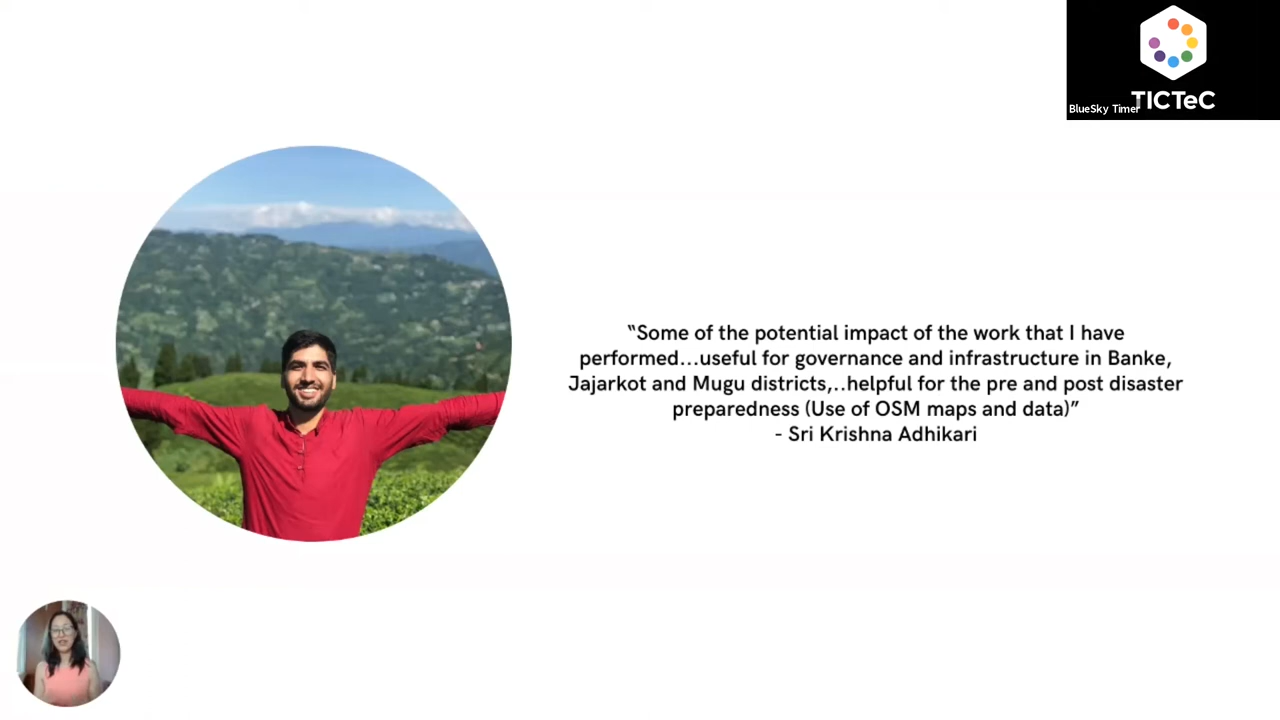 TICTeC
BlueSky Timer
“Some of the potential impact of the work that I have
performed...useful for governance and infrastructure in Banke,
Jajarkot and Mugu districts,..helpful for the pre and post disaster
preparedness (Use of OSM maps and data)”
- Sri Krishna Adhikari